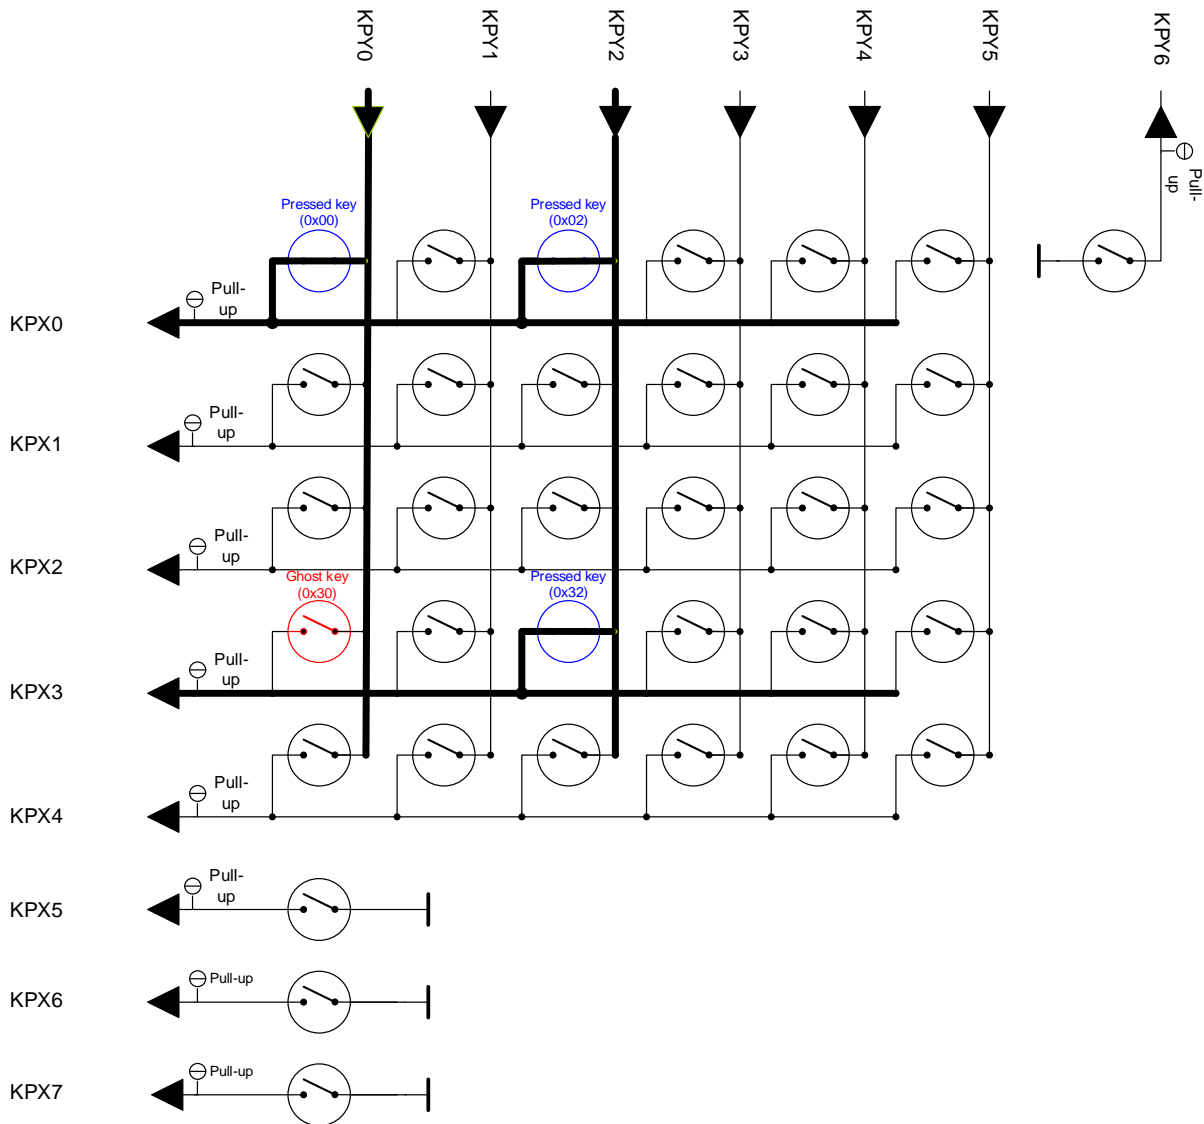 KPY0
KPY1
KPY2
KPY3
KPY4
KPY5
KPY6
Pull-
up
Pressed key
(0x00)
Pressed key
(0x02)
Pull-
up
KPX0
Pull-
up
KPX1
Pull-
up
KPX2
Ghost key
(0x30)
Pressed key
(0x32)
Pull-
up
KPX3
Pull-
up
KPX4
Pull-
up
KPX5
Pull-up
KPX6
Pull-up
KPX7